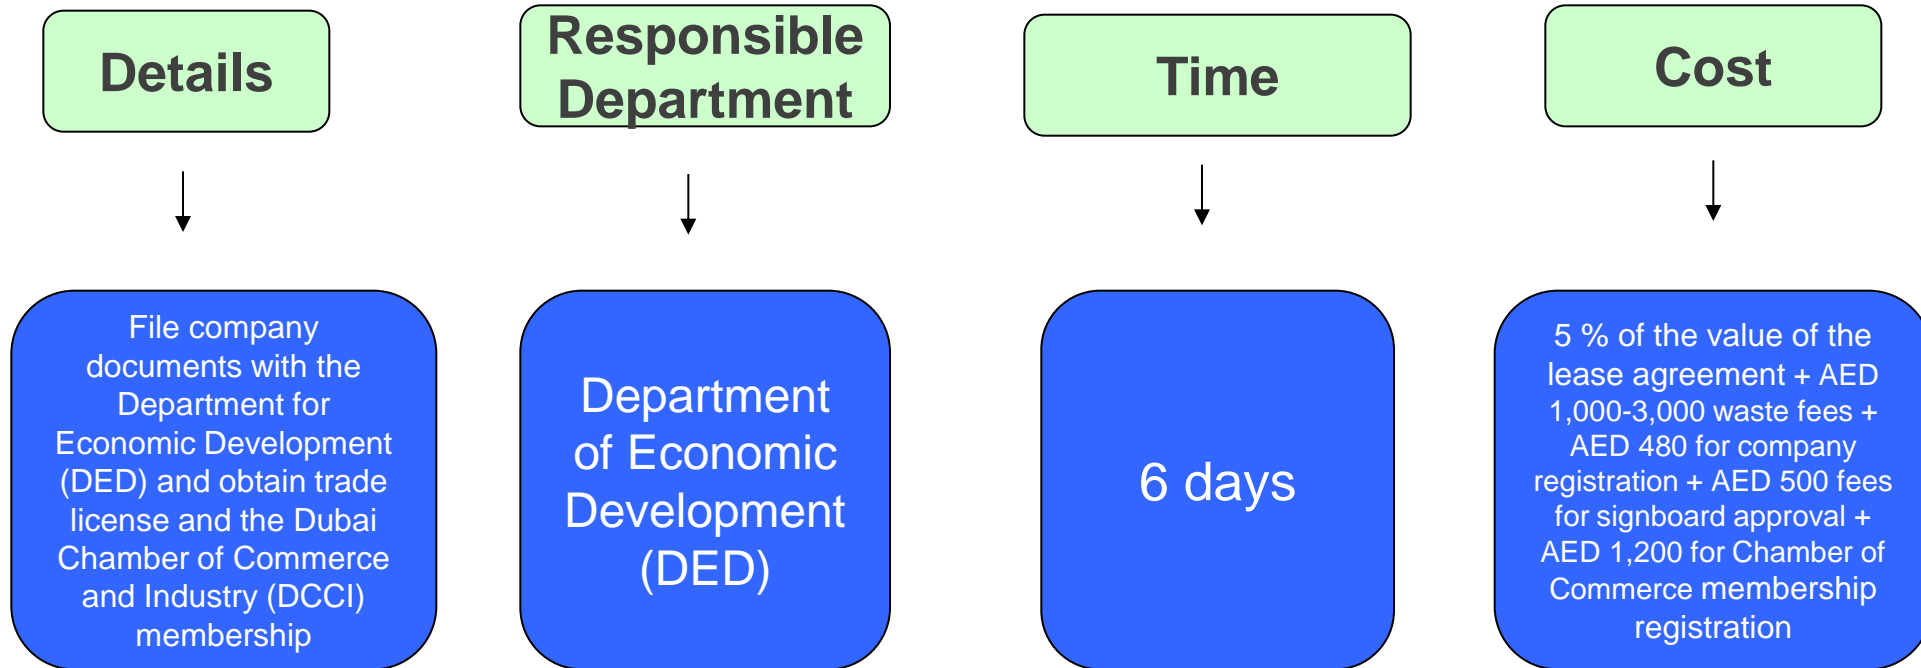 Details
Responsible
Department
Time
Cost
File company
documents with the
Department for
Economic Development
(DED) and obtain trade
license and the Dubai
Chamber of Commerce
and Industry (DCCI)
membership
Department
of Economic
Development
(DED)
6 days
5 % of the value of the
lease agreement + AED
1,000-3,000 waste fees +
AED 480 for company
registration + AED 500 fees
for signboard approval +
AED 1,200 for Chamber of
Commerce membership
registration